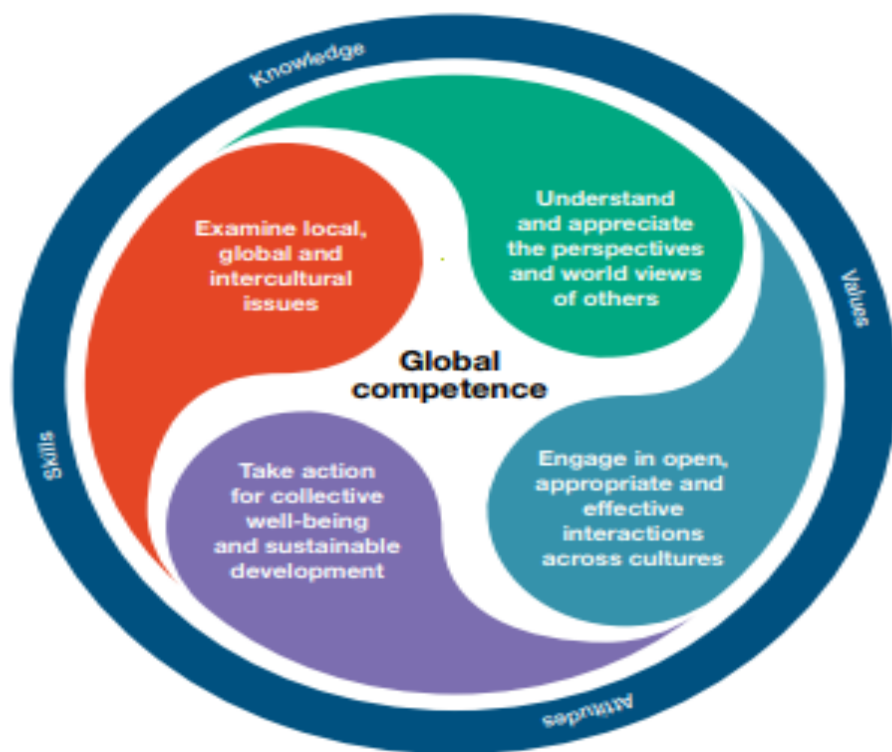 Knowledge
Understand
and appreciate
the perspectives
and world views
of others
Examine local,
global and
intercultural
issues
Values
Global
competence
Skills
Take action
for collective
well-being
and sustainable
development
Engage in open,
appropriate and
effective
interactions
across cultures
Attitudes